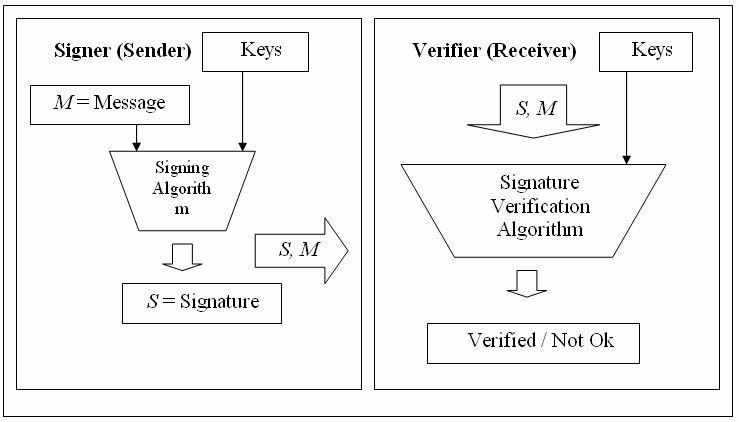 Signer (Sender)
Keys
M = Message
Signing
Algorith
m
S, M
S = Signature
Verifier (Receiver)
Keys
S, M
Signature
Verification
Algorithm
Verified / Not Ok